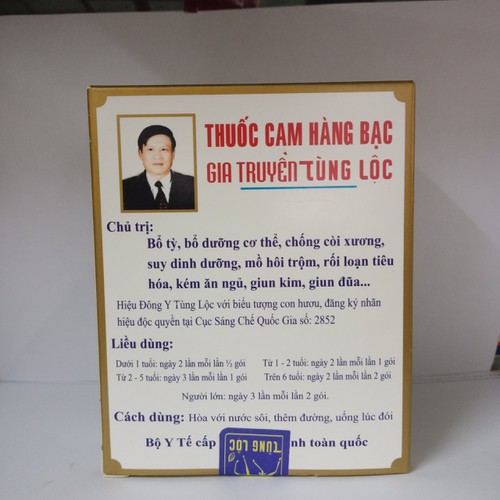 THUỐC CAM HÀNG BẠC
GIA TRUYỀN TÙNG LỘC
Chủ trị:
Bổ tỳ, bổ dưỡng cơ thể, chống còi xương,
suy dinh dưỡng, mồ hôi trộm, rối loạn tiêu
hóa, kém ăn ngủ, giun kim, giun đũa...
Hiệu Đông Y Tùng Lộc với biểu tượng con hươu, đăng ký nhãn
hiệu độc quyền tại Cục Sáng Chế Quốc Gia số: 2852
Liều dùng:
Dưới 1 tuổi: ngày 2 lần mỗi lần ½ gói Từ 1 - 2 tuổi: ngày 2 lần mỗi lần 1 gói
Từ 2 - 5 tuổi: ngày 3 lần mỗi lần 1 gói Trên 6 tuổi: ngày 2 lần mỗi lần 2 gói
Người lớn: ngày 3 lần mỗi lần 2 gói.
Cách dùng: Hòa với nước sôi, thêm đường, uống lúc đói
Bộ Y Tế cấp nh toàn quốc
TÙNG LỘC